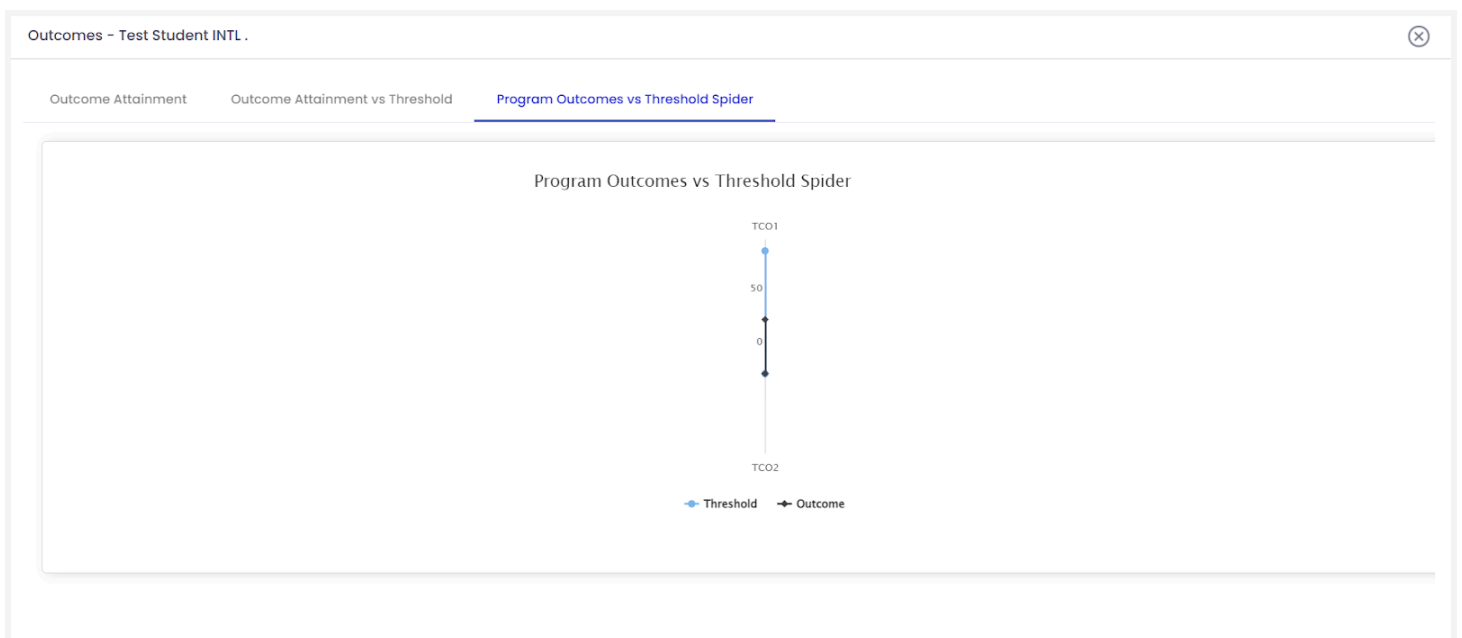 Outcomes - Test Student INTL .
Outcome Attainment
Outcome Attainment vs Threshold
Program Outcomes vs Threshold Spider
Program Outcomes vs Threshold Spider
TCO1
50
0
TCO2
Threshold
Outcome